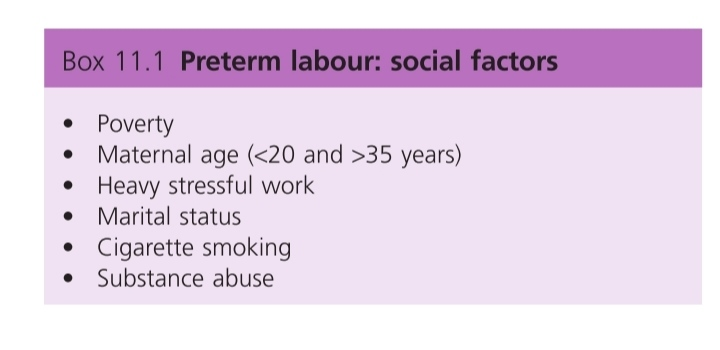 Box 11.1 Preterm labour: social factors
• Poverty
• Maternal age (<20 and >35 years)
• Heavy stressful work
• Marital status
• Cigarette smoking
• Substance abuse